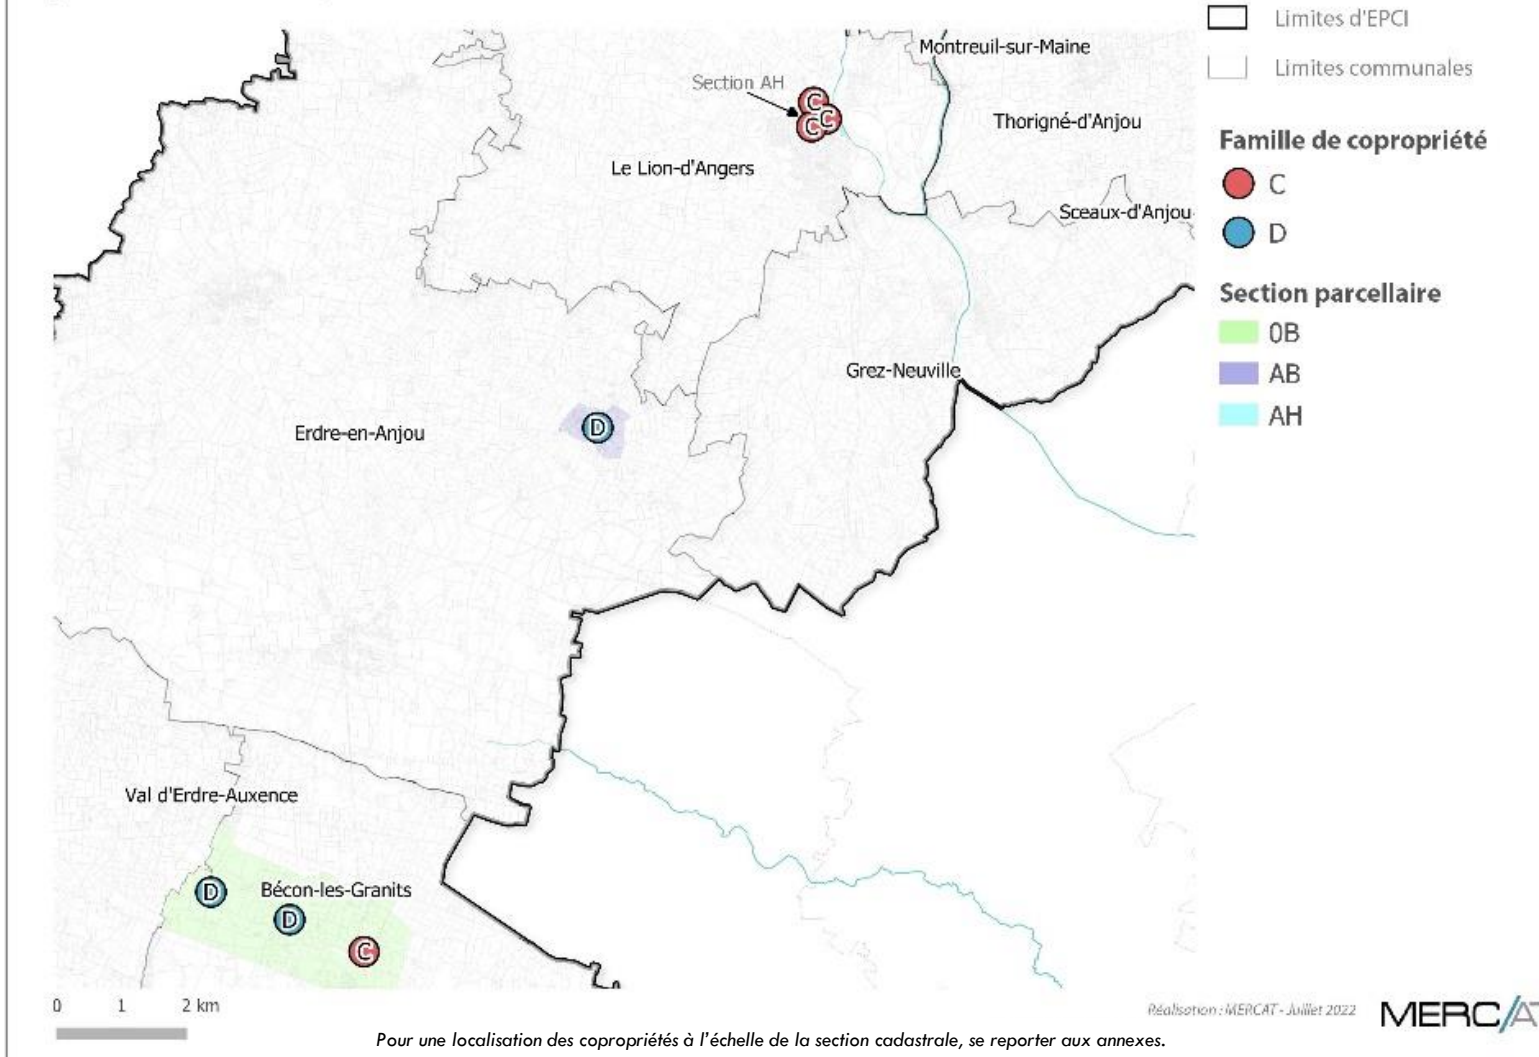 Limites d'EPCI
Limites communales
Famille de copropriété
C
D
Section parcellaire
0B
AB
AH
Montreuil-sur-Maine
Section AH
C
C
C
Thorigné-d'Anjou
Le Lion-d'Angers
Sceaux-d'Anjou
Grez-Neuville
Erdre-en-Anjou
D
Val d'Erdre-Auxence
D
Bécon-les-Granits
D
C
0 1 2 km
Réalisation : MERCAT - Juillet 2022
MERC/AT
Pour une localisation des copropriétés à l'échelle de la section cadastrale, se reporter aux annexes.